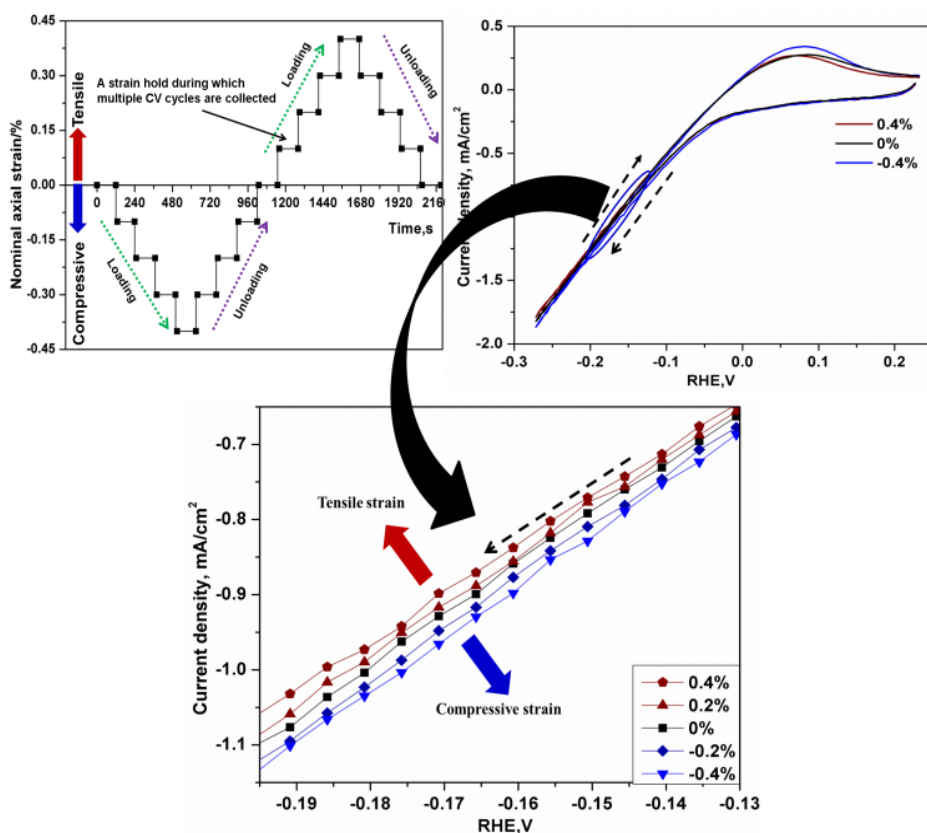 0.45
0.30
0.15
0.00
-0.15
-0.30
-0.45
Nominal axial strain/%
Tensile
Compressive
A strain hold during which
multiple CV cycles are collected
Loading
Unloading
0 240 480 720 960 1200 1440 1680 1920 2160
Time,s
Loading
Unloading
0.5
0.0
-0.5
-1.5
-2.0
Current density, mA/cm²
0.4%
0%
-0.4%
-0.3 -0.2 -0.1 0.0 0.1 0.2
RHE,V
-0.7
-0.8
-0.9
-1.0
-1.1
Current density, mA/cm²
Tensile strain
Compressive strain
0.4%
0.2%
0%
-0.2%
-0.4%
-0.19 -0.18 -0.17 -0.16 -0.15 -0.14 -0.13
RHE,V